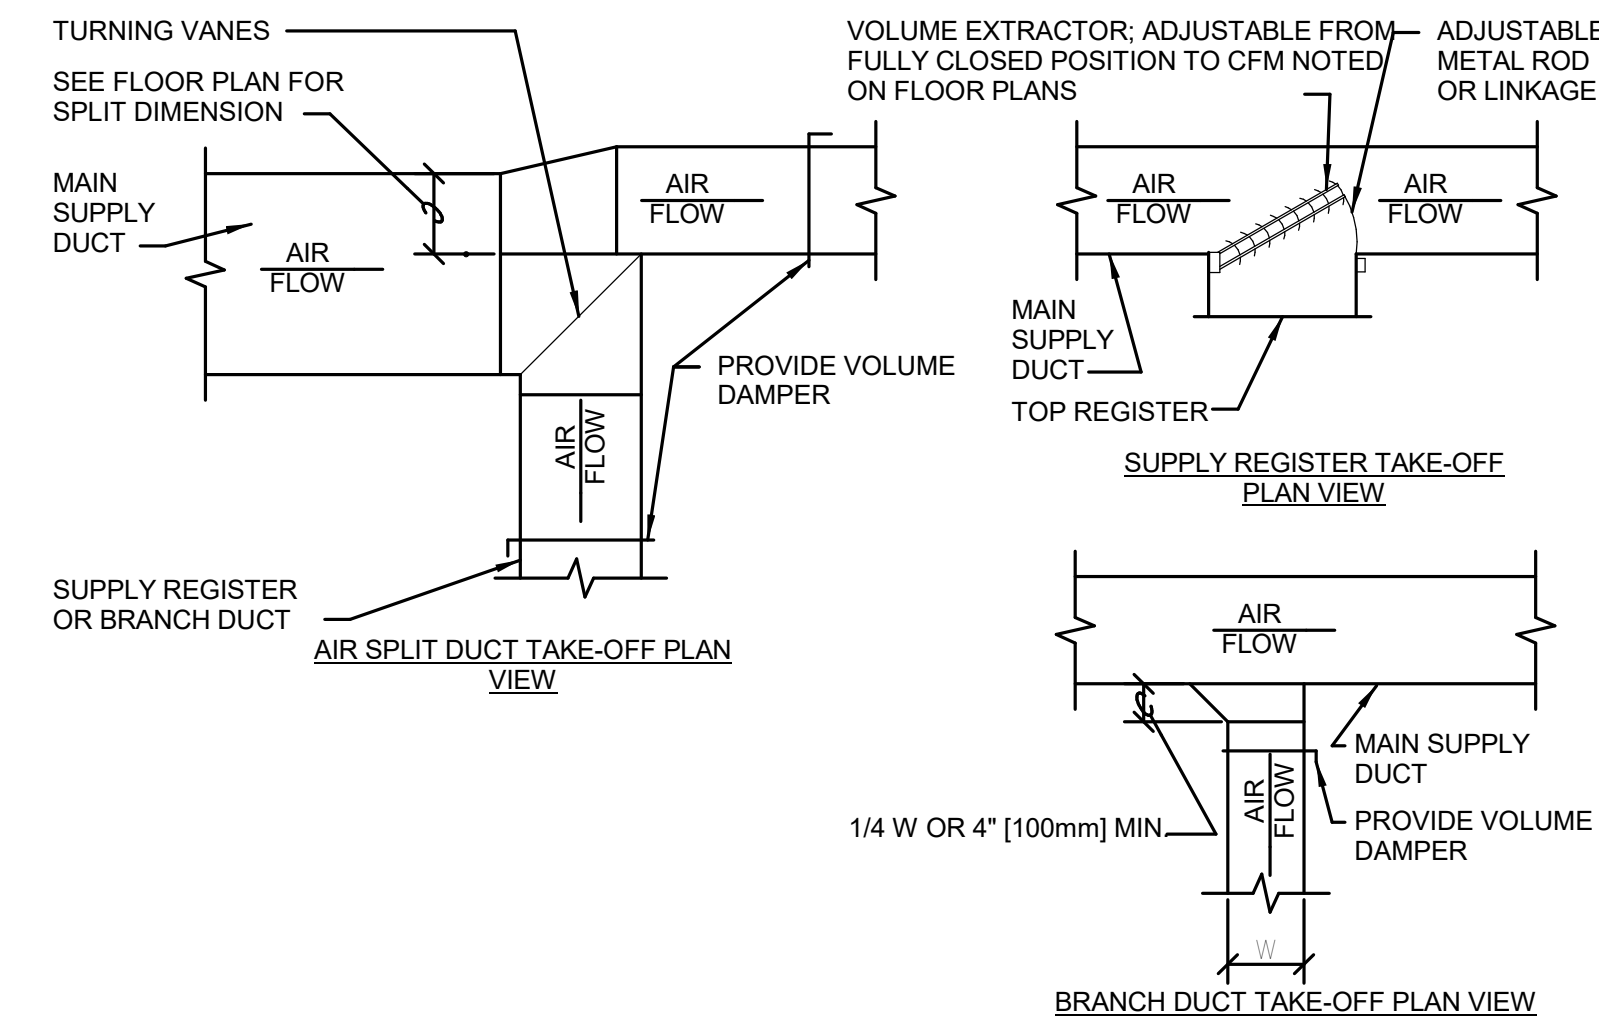 TURNING VANES
SEE FLOOR PLAN FOR
SPLIT DIMENSION
MAIN
SUPPLY
DUCT
AIR
FLOW
AIR
FLOW
PROVIDE VOLUME
DAMPER
AIR
FLOW
SUPPLY REGISTER
OR BRANCH DUCT
AIR SPLIT DUCT TAKE-OFF PLAN
VIEW
VOLUME EXTRACTOR; ADJUSTABLE FROM
FULLY CLOSED POSITION TO CFM NOTED
ON FLOOR PLANS
ADJUSTABLE
METAL ROD
OR LINKAGE
AIR
FLOW
AIR
FLOW
MAIN
SUPPLY
DUCT
TOP REGISTER
SUPPLY REGISTER TAKE-OFF
PLAN VIEW
AIR
FLOW
MAIN SUPPLY
DUCT
AIR
FLOW
1/4 W OR 4" [100mm] MIN.
PROVIDE VOLUME
DAMPER
W
BRANCH DUCT TAKE-OFF PLAN VIEW